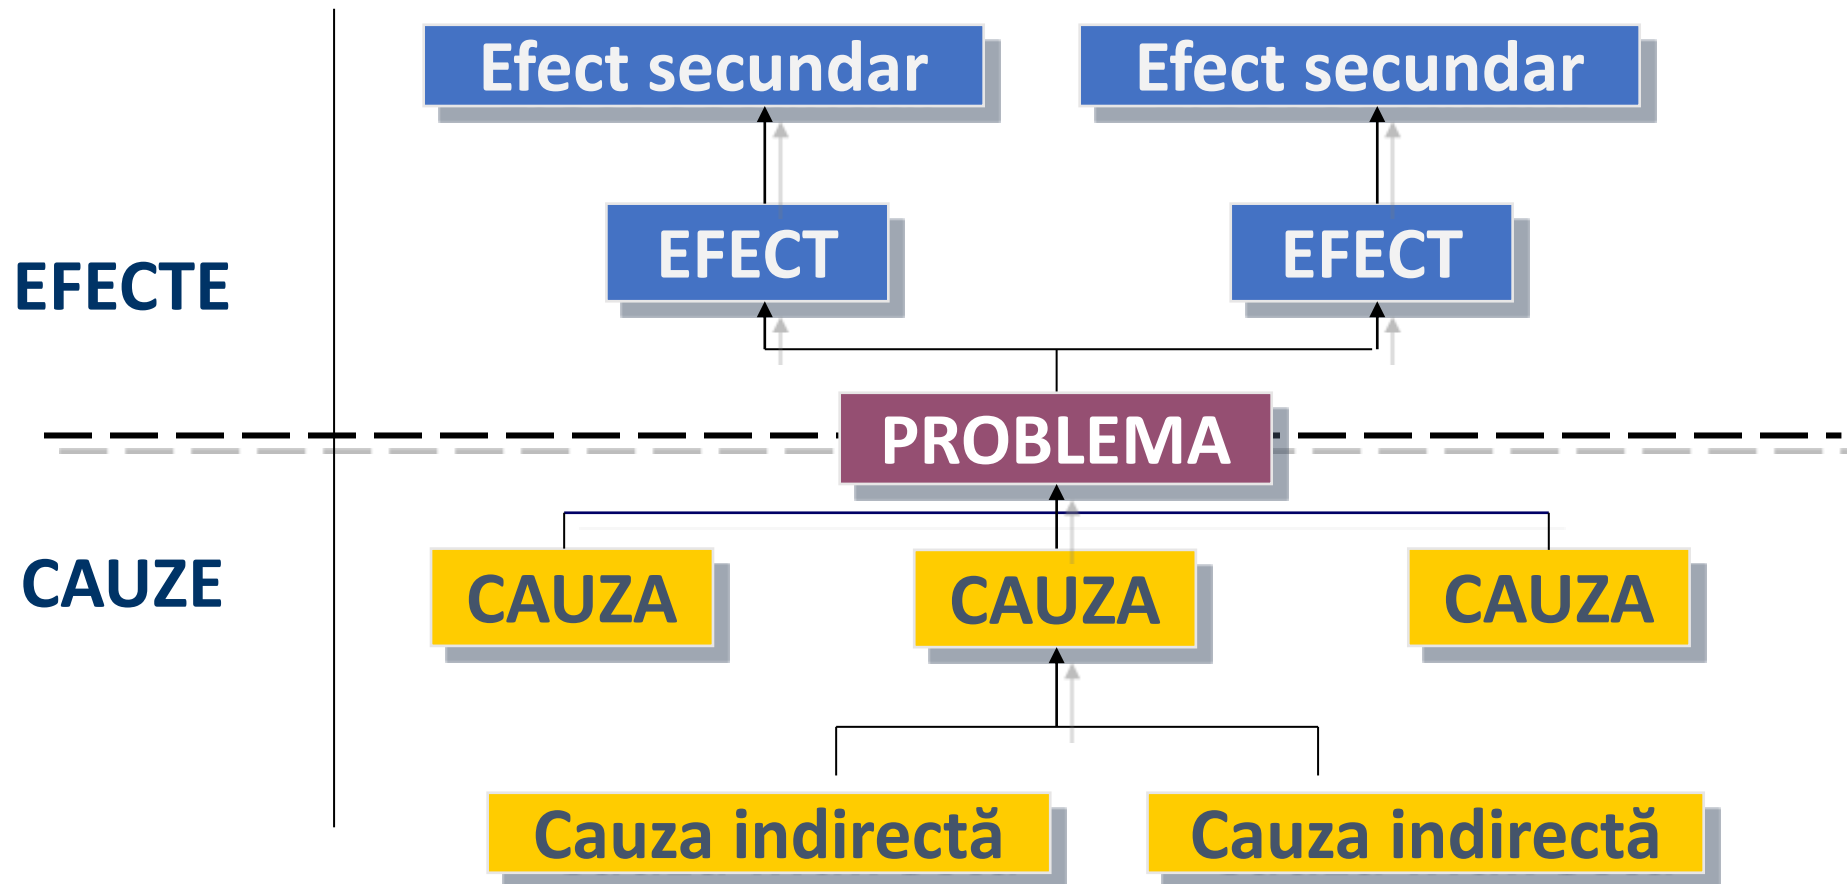 Efect secundar
Efect secundar
EFECT
EFECT
EFECTE
PROBLEMA
CAUZE
CAUZA
CAUZA
CAUZA
Cauza indirectă
Cauza indirectă